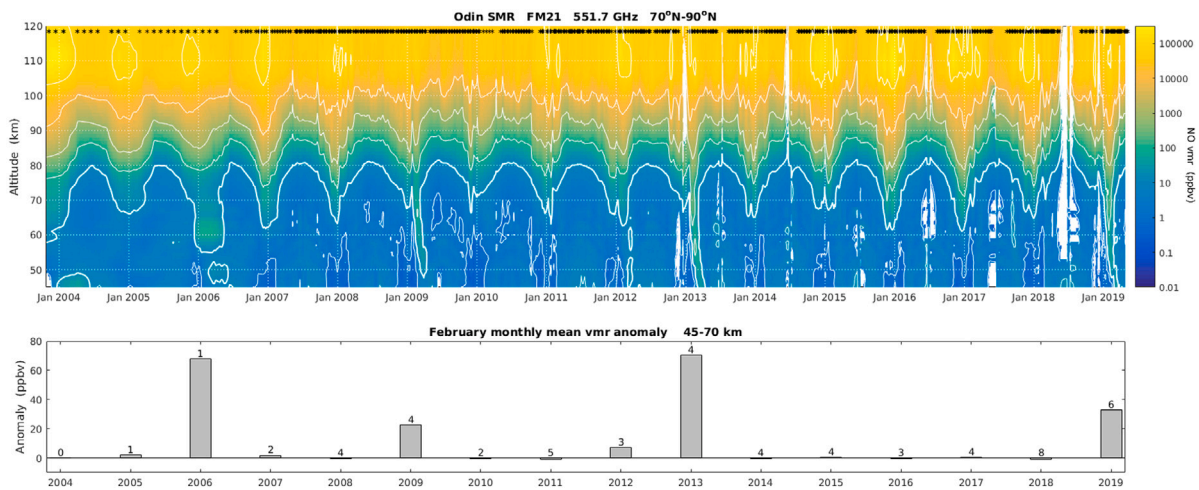 Odin SMR FM21 551.7 GHz 70°N-90°N
120
110
100
90
80
70
60
50
Altitude (km)
Jan 2004 Jan 2005 Jan 2006 Jan 2007 Jan 2008 Jan 2009 Jan 2010 Jan 2011 Jan 2012 Jan 2013 Jan 2014 Jan 2015 Jan 2016 Jan 2017 Jan 2018 Jan 2019
100000
10000
1000
100
10
1
0.1
0.01
NO vmr (ppbv)
February monthly mean vmr anomaly 45-70 km
80
60
40
20
0
Anomaly (ppbv)
0 1 1 2 4 4 2 5 3 4 4 4 3 4 8 6
2004 2005 2006 2007 2008 2009 2010 2011 2012 2013 2014 2015 2016 2017 2018 2019